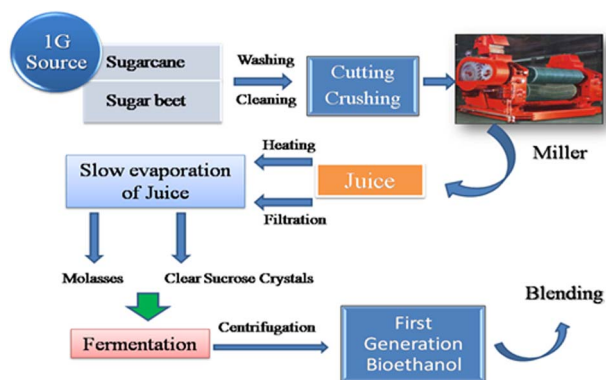 1G
Source
Sugarcane
Sugar beet
Washing
Cleaning
Cutting
Crushing
Miller
Juice
Heating
Filtration
Slow evaporation
of Juice
Molasses
Clear Sucrose Crystals
Fermentation
Centrifugation
First
Generation
Bioethanol
Blending